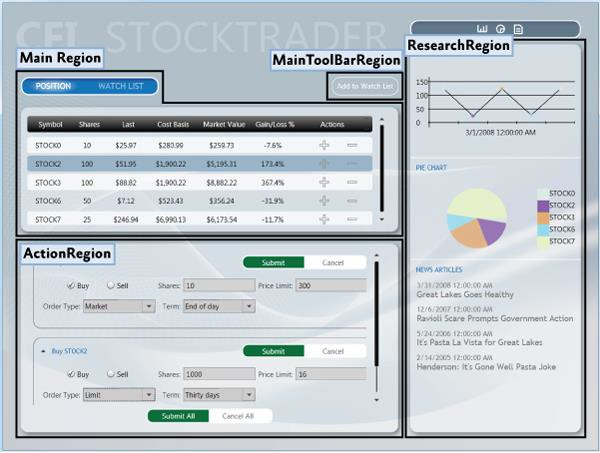 CFI STOCKTRADER
Main Region
MainToolBarRegion
ResearchRegion
POSITION WATCH LIST
Add to Watch List
Symbol Shares Last Cost Basis Market Value Gain/Loss % Actions
STOCK0 10 $25.97 $280.99 $259.73 -7.6%
STOCK2 100 $51.95 $1,900.22 $5,195.31 173.4%
STOCK3 100 $88.82 $1,900.22 $8,882.22 367.4%
STOCK6 50 $7.12 $523.43 $356.24 -31.9%
STOCK7 25 $246.94 $6,990.13 $6,173.54 -11.7%
ActionRegion
Submit Cancel
Buy Sell Shares: 10 Price Limit: 300
Order Type: Market Term: End of day
Buy STOCK2 Submit Cancel
Buy Sell Shares: 1000 Price Limit: 16
Order Type: Limit Term: Thirty days
Submit All Cancel All
150
100
50
0
3/1/2008 12:00:00 AM
PIE CHART
STOCK0
STOCK2
STOCK3
STOCK6
STOCK7
NEWS ARTICLES
3/31/2008 12:00:00 AM
Great Lakes Goes Healthy
12/6/2007 12:00:00 AM
Ravioli Scare Prompts Government Action
5/24/2006 12:00:00 AM
It's Pasta La Vista for Great Lakes
2/14/2005 12:00:00 AM
Henderson: It's Gone Well Pasta Joke